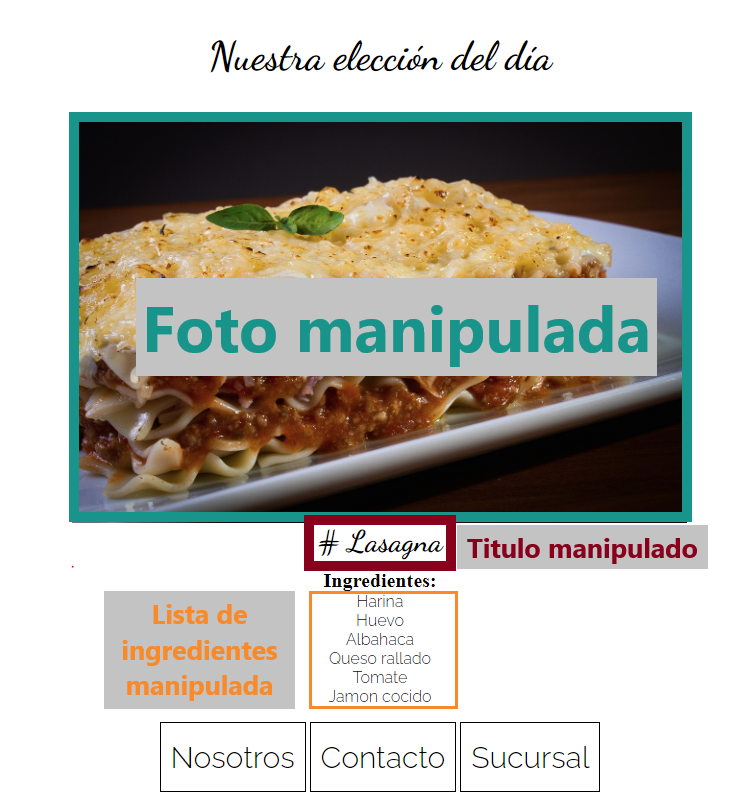 Nuestra elección del día
Foto manipulada
# Lasagna
Titulo manipulado
Ingredientes:
Lista de
ingredientes
manipulada
Harina
Huevo
Albahaca
Queso rallado
Tomate
Jamon cocido
Nosotros
Contacto
Sucursal